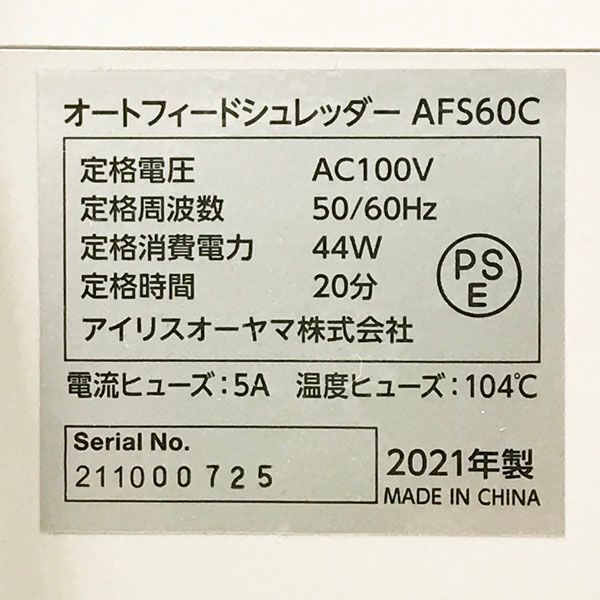 オートフィードシュレッダー AFS60C
定格電圧 AC100V
定格周波数 50/60Hz
定格消費電力 44W
定格時間 20分
PSE
アイリスオーヤマ株式会社
電流ヒューズ:5A 温度ヒューズ:104℃
Serial No.
211000725
2021年製
MADE IN CHINA